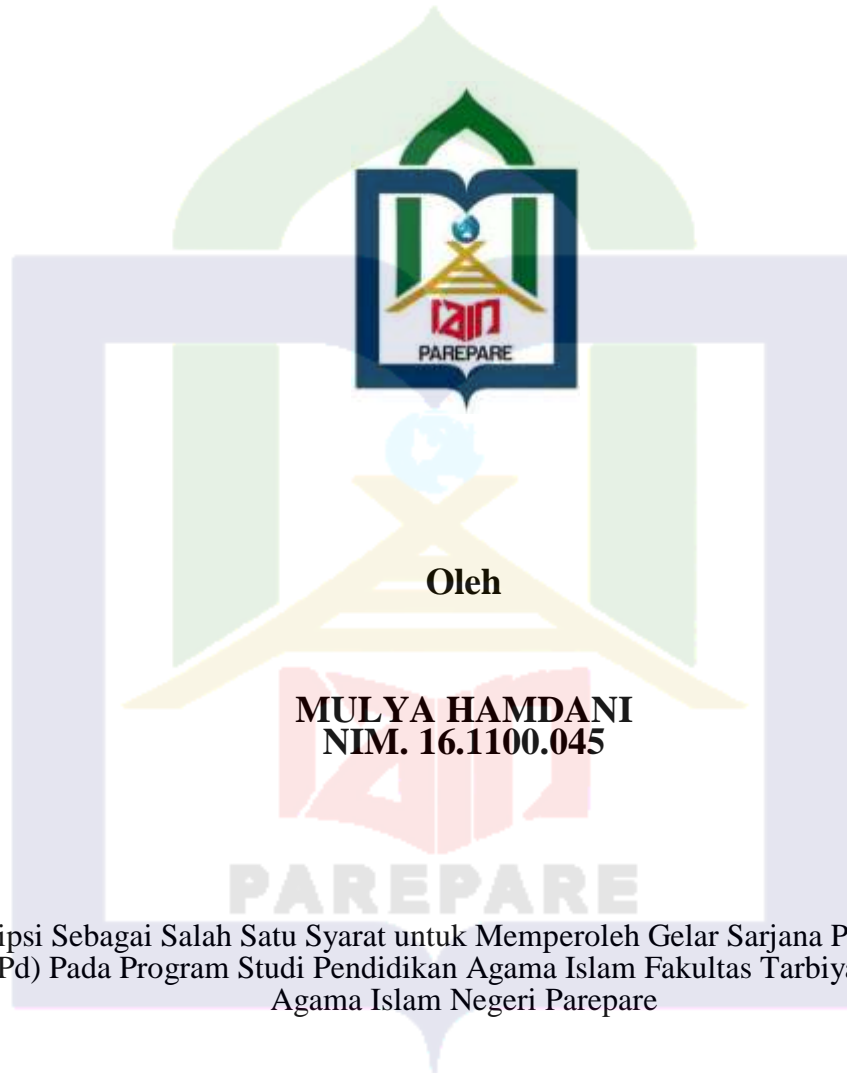 iain
PAREPARE
Oleh
MULYA HAMDANI
NIM. 16.1100.045
PAREPARE
ipsi Sebagai Salah Satu Syarat untuk Memperoleh Gelar Sarjana P
Pd) Pada Program Studi Pendidikan Agama Islam Fakultas Tarbiya
Agama Islam Negeri Parepare